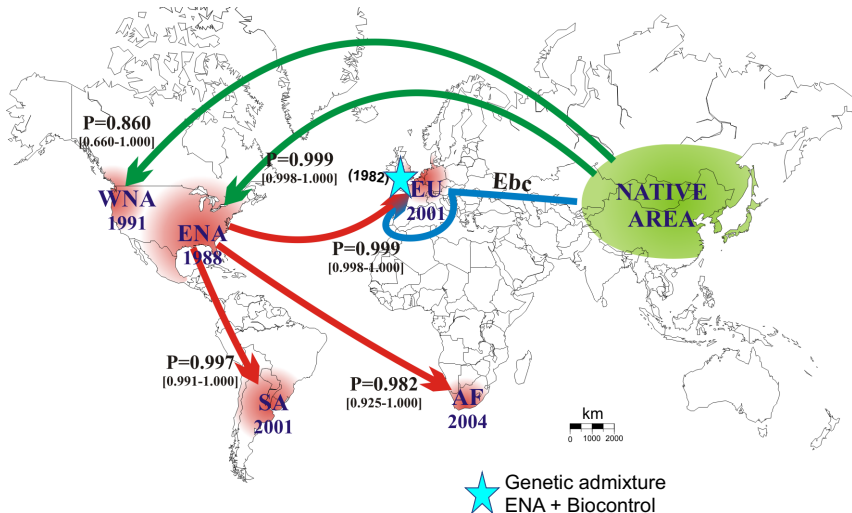 P=0.860
[0.660-1.000]
P=0.999
[0.998-1.000]
(1982)
WNA
1991
ENA
1988
EU
2001
Ebc
NATIVE
AREA
P=0.999
[0.998-1.000]
P=0.997
[0.991-1.000]
SA
2001
P=0.982
[0.925-1.000]
AF
2004
km
0 1000 2000
Genetic admixture
ENA + Biocontrol